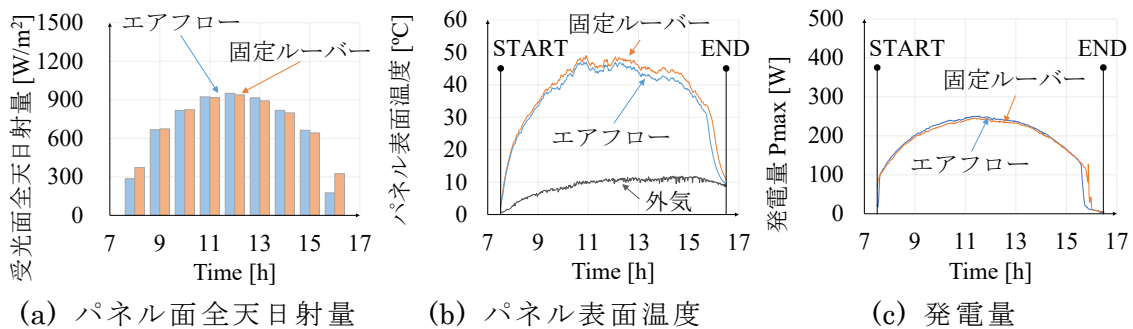 受光面全天日射量 [W/m²]
1500
1200
900
600
300
0
エアフロー
固定ルーバー
7 9 11 13 15 17
Time [h]
(a) パネル面全天日射量
パネル表面温度 [ºC]
60
50
40
30
20
10
0
START
END
固定ルーバー
エアフロー
外気
7 9 11 13 15 17
Time [h]
(b) パネル表面温度
発電量 Pmax [W]
500
400
300
200
100
0
START
END
固定ルーバー
エアフロー
7 9 11 13 15 17
Time [h]
(c) 発電量